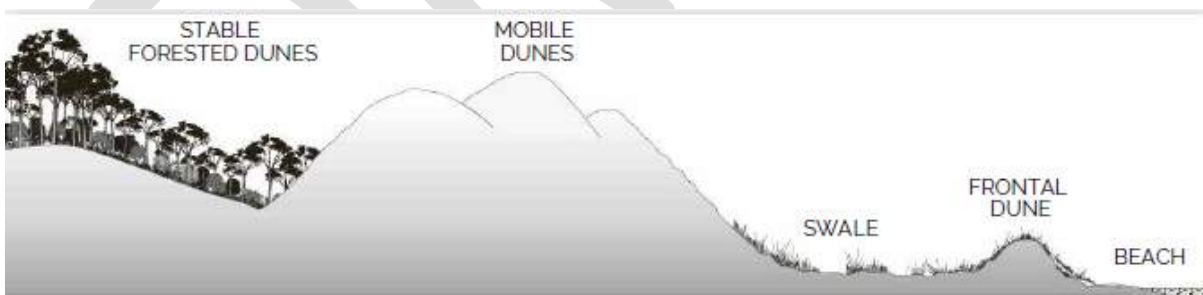 STABLE
FORESTED DUNES
MOBILE
DUNES
SWALE
FRONTAL
DUNE
BEACH